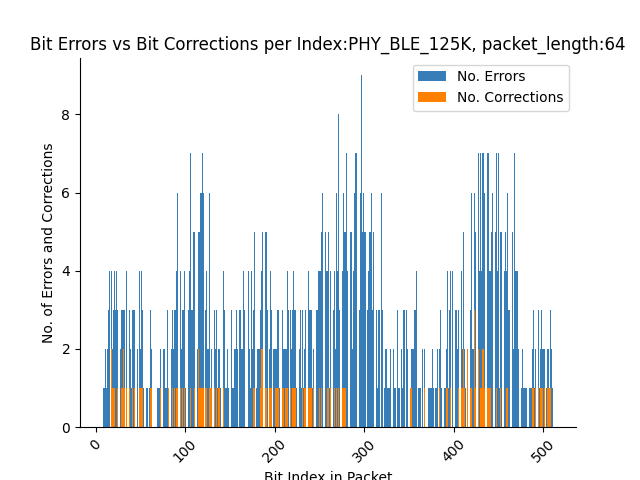 Bit Errors vs Bit Corrections per Index:PHY_BLE_125K, packet_length:64
No. Errors
No. Corrections
No. of Errors and Corrections
8
6
4
2
0
0
100
200
300
400
500
Bit Index in Packet